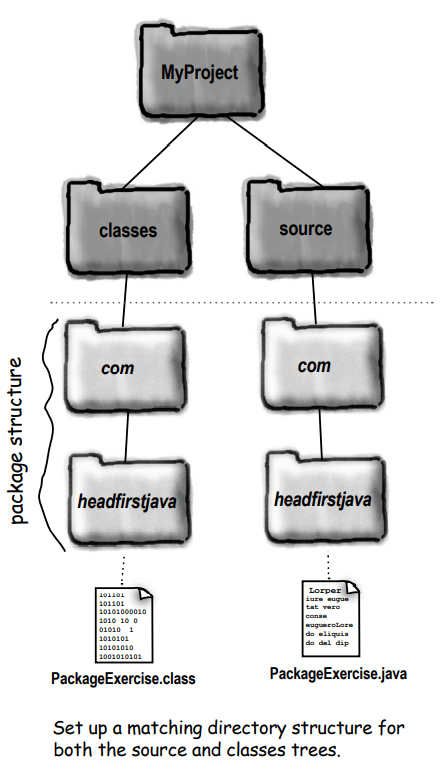 MyProject
classes
source
package structure
com
com
headfirstjava
headfirstjava
101101
101101
10101000010
1010 10 0
01010 1
1010101
10101010
1001010101
Lorper
iure eugue
tat vero
conse
eugueroLore
do eliquis
do del dip
PackageExercise.class
PackageExercise.java
Set up a matching directory structure for
both the source and classes trees.